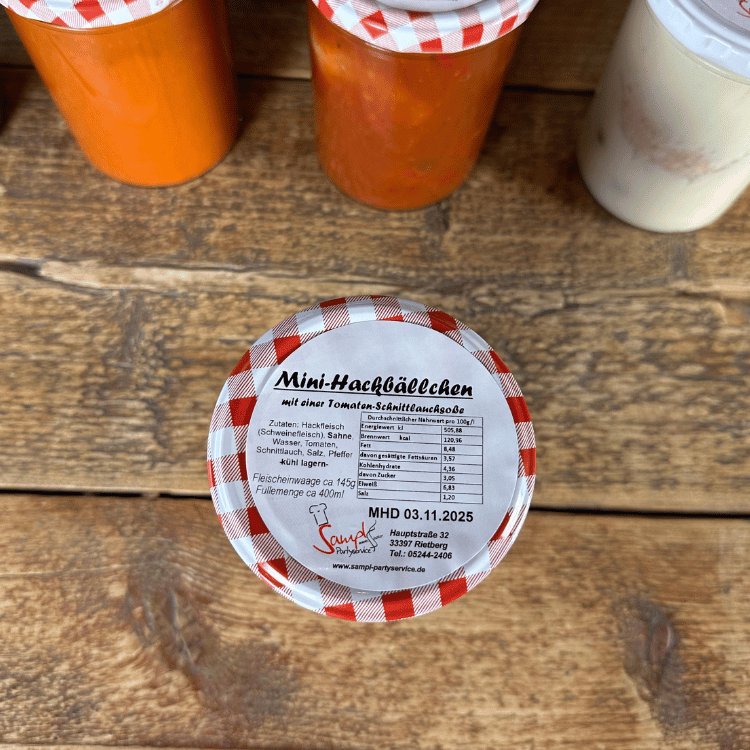 Mini-Hackbällchen
mit einer Tomaten-Schnittlauchsoße
Zutaten: Hackfleisch
(Schweinefleisch), Sahne,
Wasser, Tomaten,
Schnittlauch, Salz, Pfeffer
-kühl lagern-
Fleischeinwaage ca 145g
Füllemenge ca 400ml
Durchschnittlicher Nährwert pro 100g/l
Energiewert kJ 505,88
Brennwert kcal 120,96
Fett 8,48
davon gesättigte Fettsäuren 3,57
Kohlenhydrate 4,36
davon Zucker 3,05
Eiweiß 6,83
Salz 1,20
MHD 03.11.2025
Sampl
Partyservice
Hauptstraße 32
33397 Rietberg
Tel.: 05244-2406
www.sampl-partyservice.de